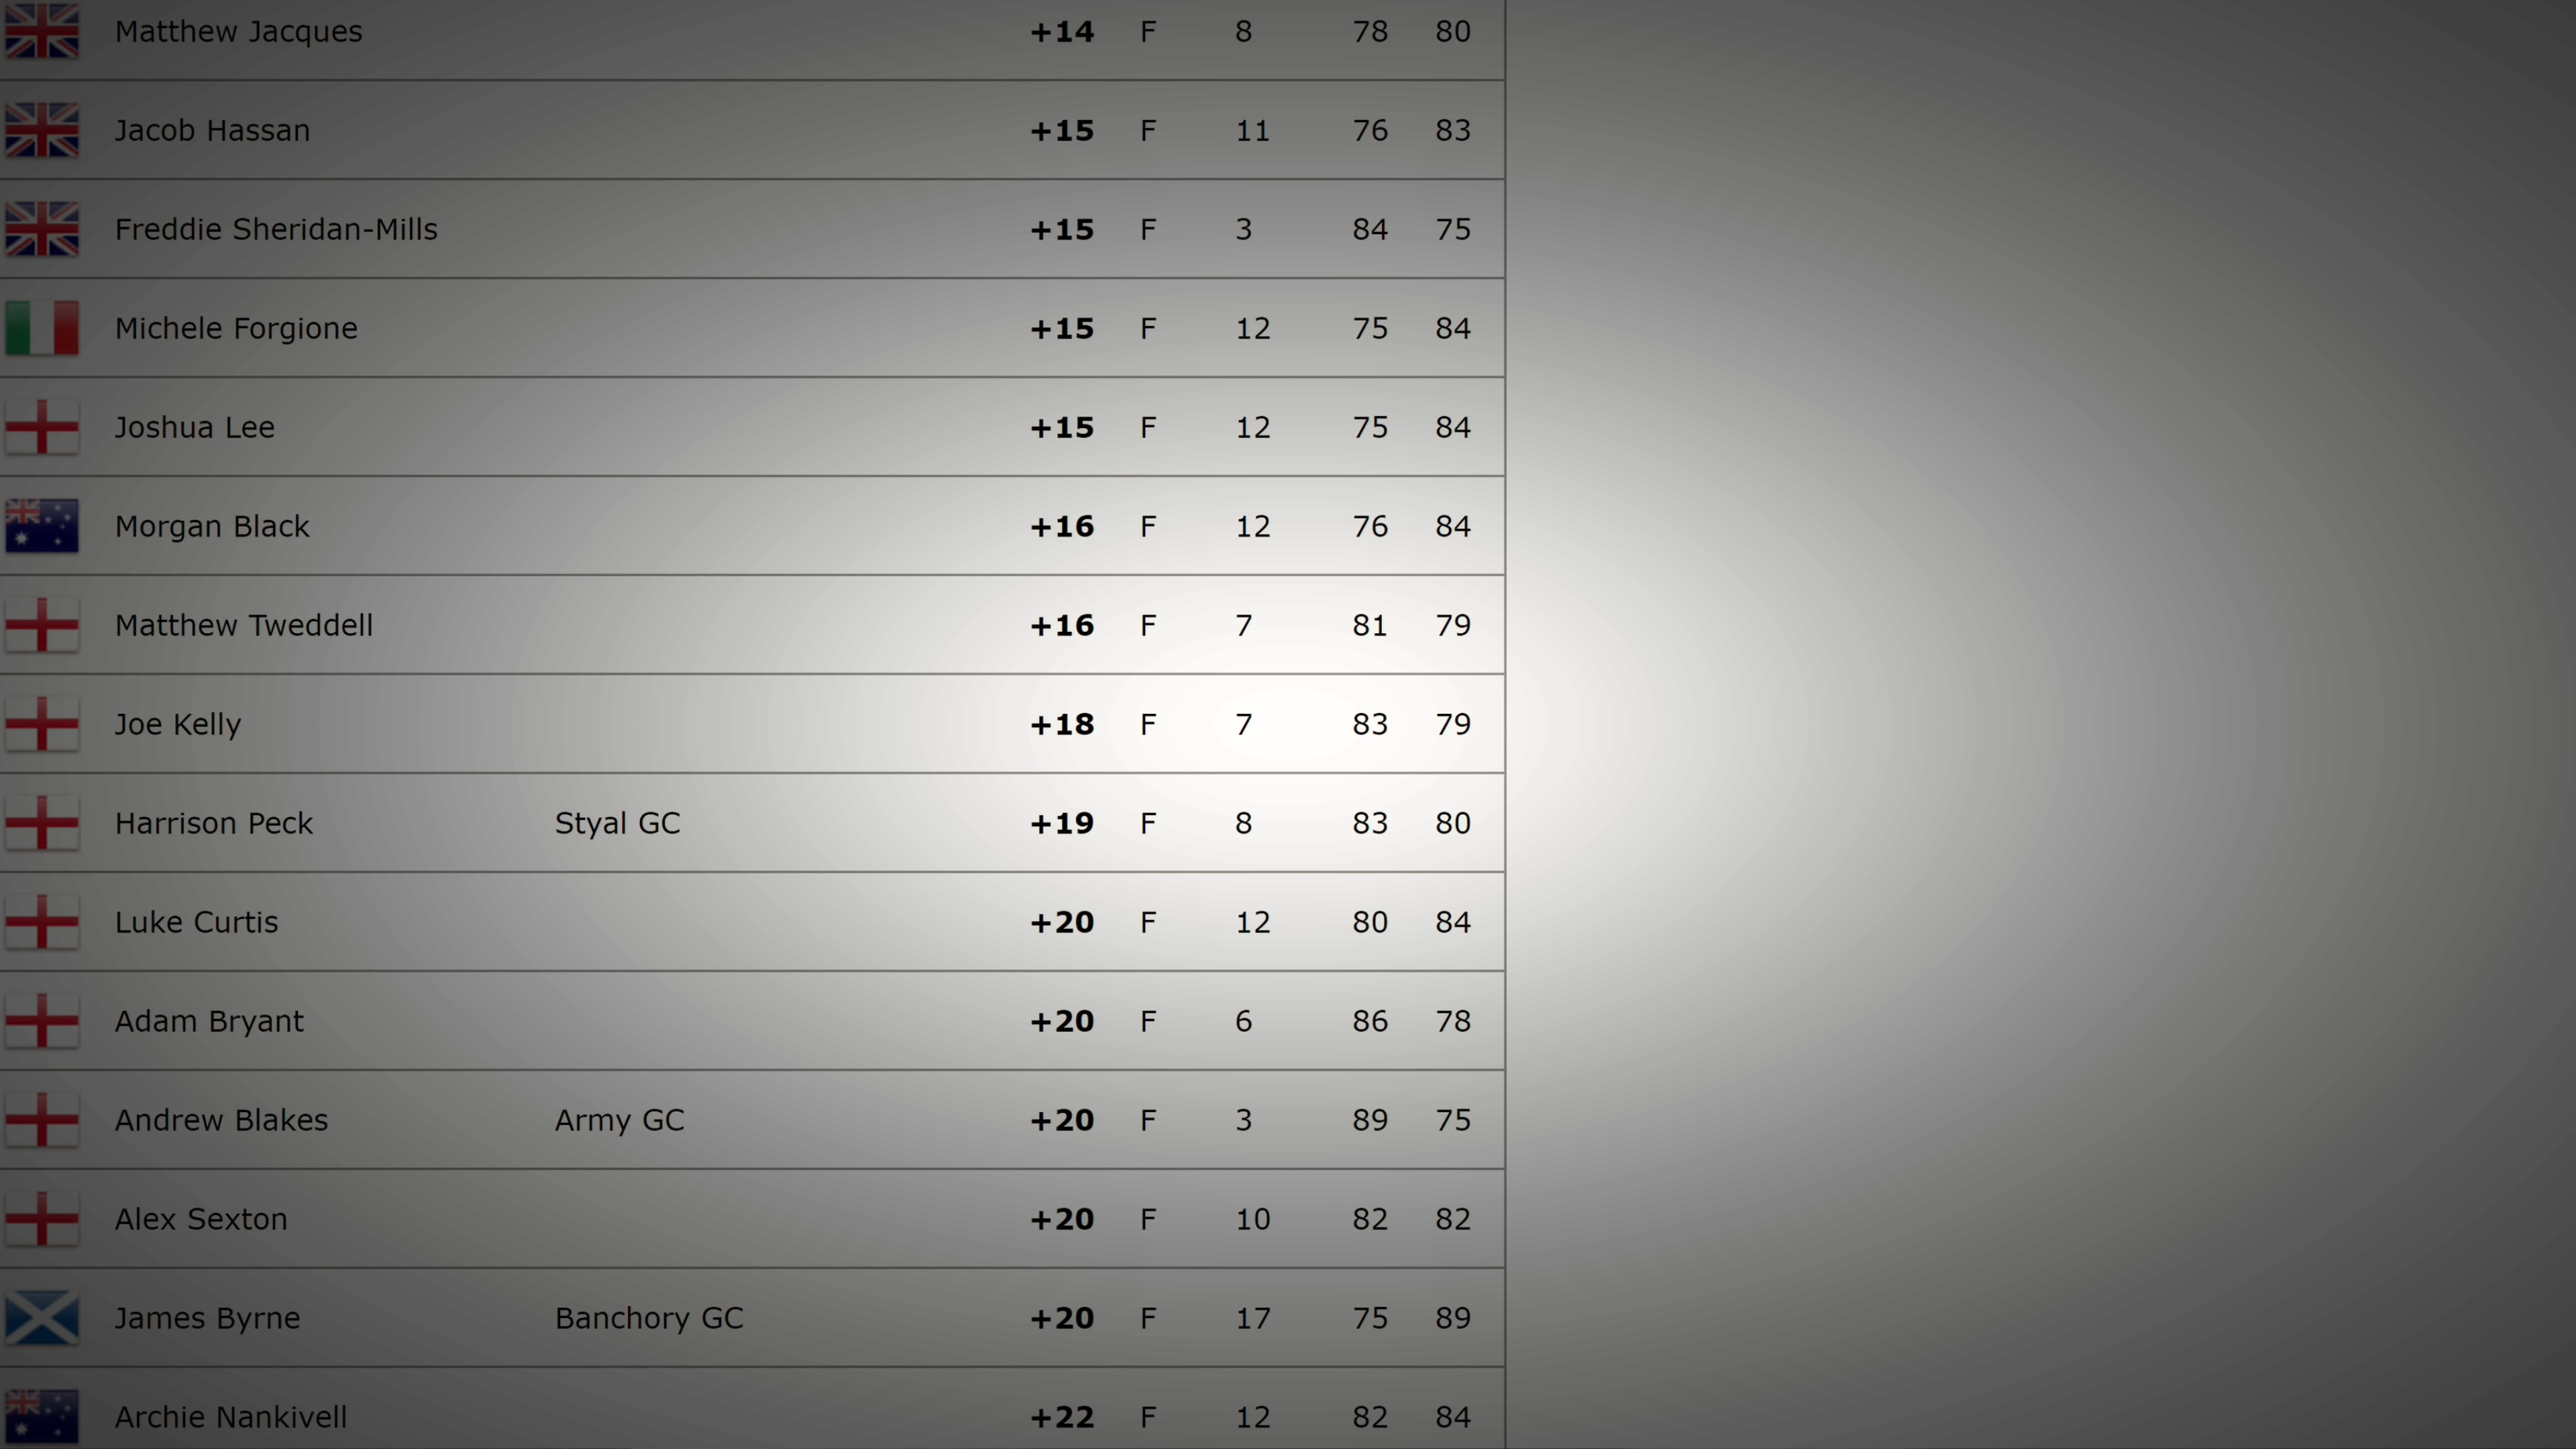 Matthew Jacques +14 F 8 78 80
Jacob Hassan +15 F 11 76 83
Freddie Sheridan-Mills +15 F 3 84 75
Michele Forgione +15 F 12 75 84
Joshua Lee +15 F 12 75 84
Morgan Black +16 F 12 76 84
Matthew Tweddell +16 F 7 81 79
Joe Kelly +18 F 7 83 79
Harrison Peck Styal GC +19 F 8 83 80
Luke Curtis +20 F 12 80 84
Adam Bryant +20 F 6 86 78
Andrew Blakes Army GC +20 F 3 89 75
Alex Sexton +20 F 10 82 82
James Byrne Banchory GC +20 F 17 75 89
Archie Nankivell +22 F 12 82 84